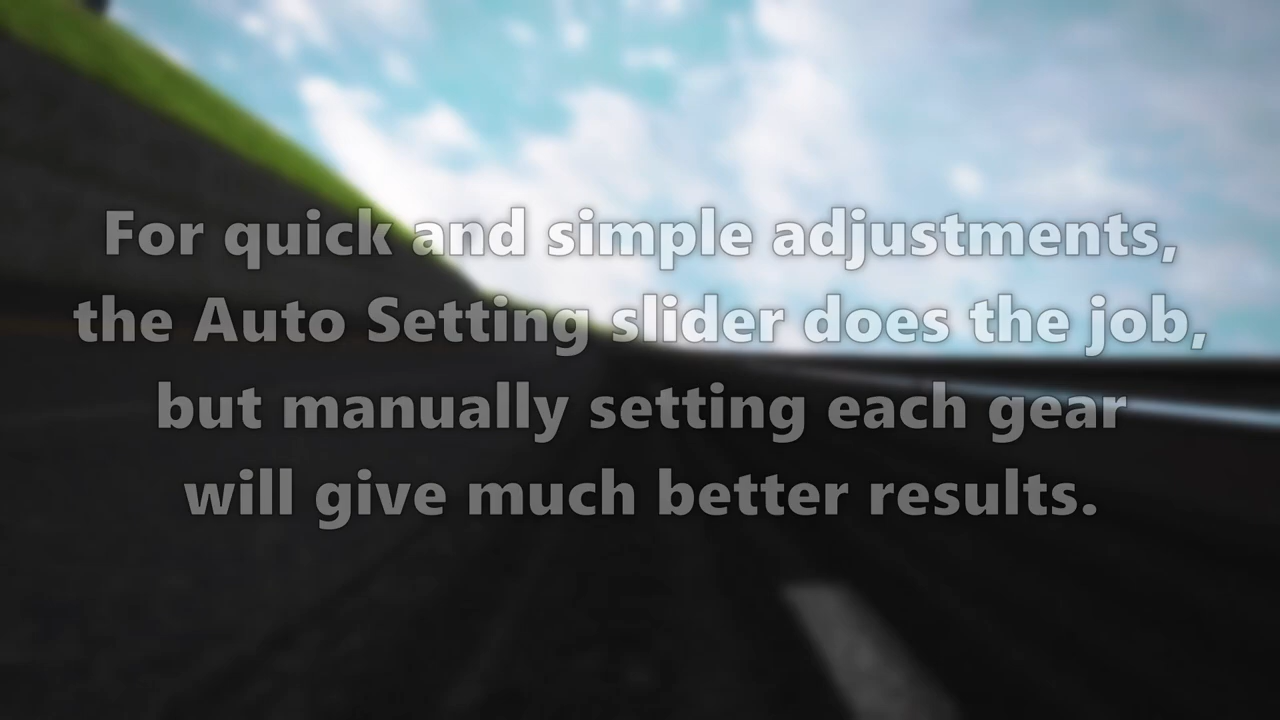 For quick and simple adjustments,
the Auto Setting slider does the job,
but manually setting each gear
will give much better results.